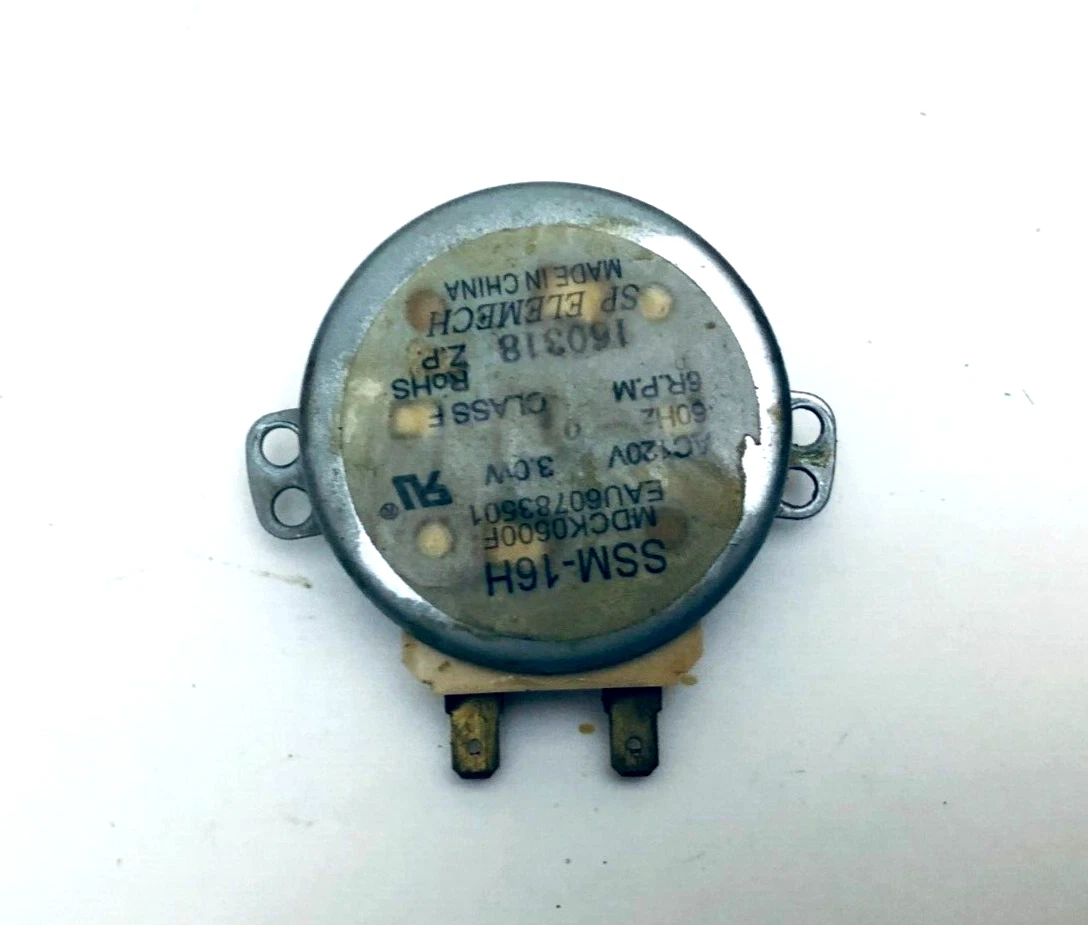 SSM-16H
MDCK0600F
EAU60783501
AC120V 3.0W
60Hz CLASS F
6R.P.M RoHS
P Z.P.
160318
SP ELEMECH
MADE IN CHINA